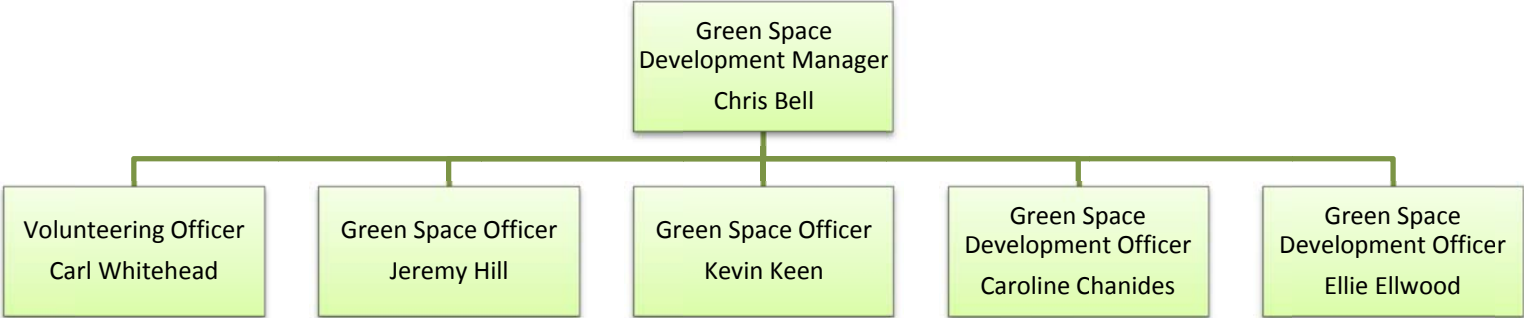 Green Space
Development Manager
Chris Bell
Volunteering Officer
Carl Whitehead
Green Space Officer
Jeremy Hill
Green Space Officer
Kevin Keen
Green Space
Development Officer
Caroline Chanides
Green Space
Development Officer
Ellie Ellwood